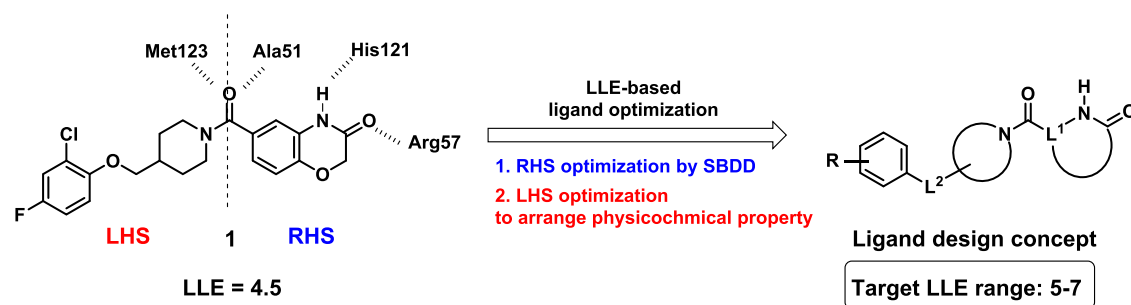 Met123 Ala51 His121
O H
N O
N
Cl
O
O
F
Arg57
LHS 1 RHS
LLE = 4.5
LLE-based
ligand optimization
1. RHS optimization by SBDD
2. LHS optimization
to arrange physicochmical property
O H
N L¹ N O
R
L²
Ligand design concept
Target LLE range: 5-7